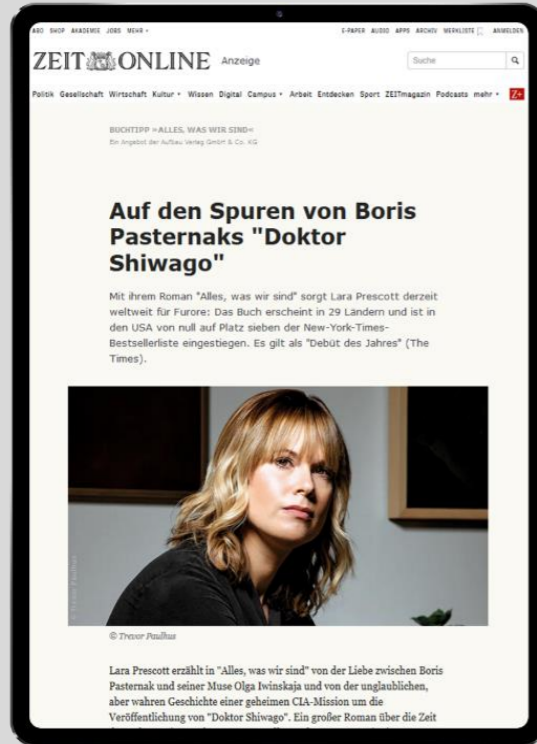 ABO SHOP AKADEMIE JOBS MEHR
E-PAPER AUDIO APPS ARCHIV MERKLISTE ANMELDEN
ZEIT ONLINE Anzeige
Suche
Politik Gesellschaft Wirtschaft Kultur Wissen Digital Campus Arbeit Entdecken Sport ZEITmagazin Podcasts mehr Z+
BUCHTIPP »ALLES, WAS WIR SIND«
Ein Angebot der Aufbau Verlag GmbH & Co. KG
Auf den Spuren von Boris
Pasternaks "Doktor
Shiwago"
Mit ihrem Roman "Alles, was wir sind" sorgt Lara Prescott derzeit
weltweit für Furore: Das Buch erscheint in 29 Ländern und ist in
den USA von null auf Platz sieben der New-York-Times-
Bestsellerliste eingestiegen. Es gilt als "Debüt des Jahres" (The
Times).
© Trevor Paulhus
© Trevor Paulhus
Lara Prescott erzählt in "Alles, was wir sind" von der Liebe zwischen Boris
Pasternak und seiner Muse Olga Iwinskaja und von der unglaublichen,
aber wahren Geschichte einer geheimen CIA-Mission um die
Veröffentlichung von "Doktor Shiwago". Ein großer Roman über die Zeit